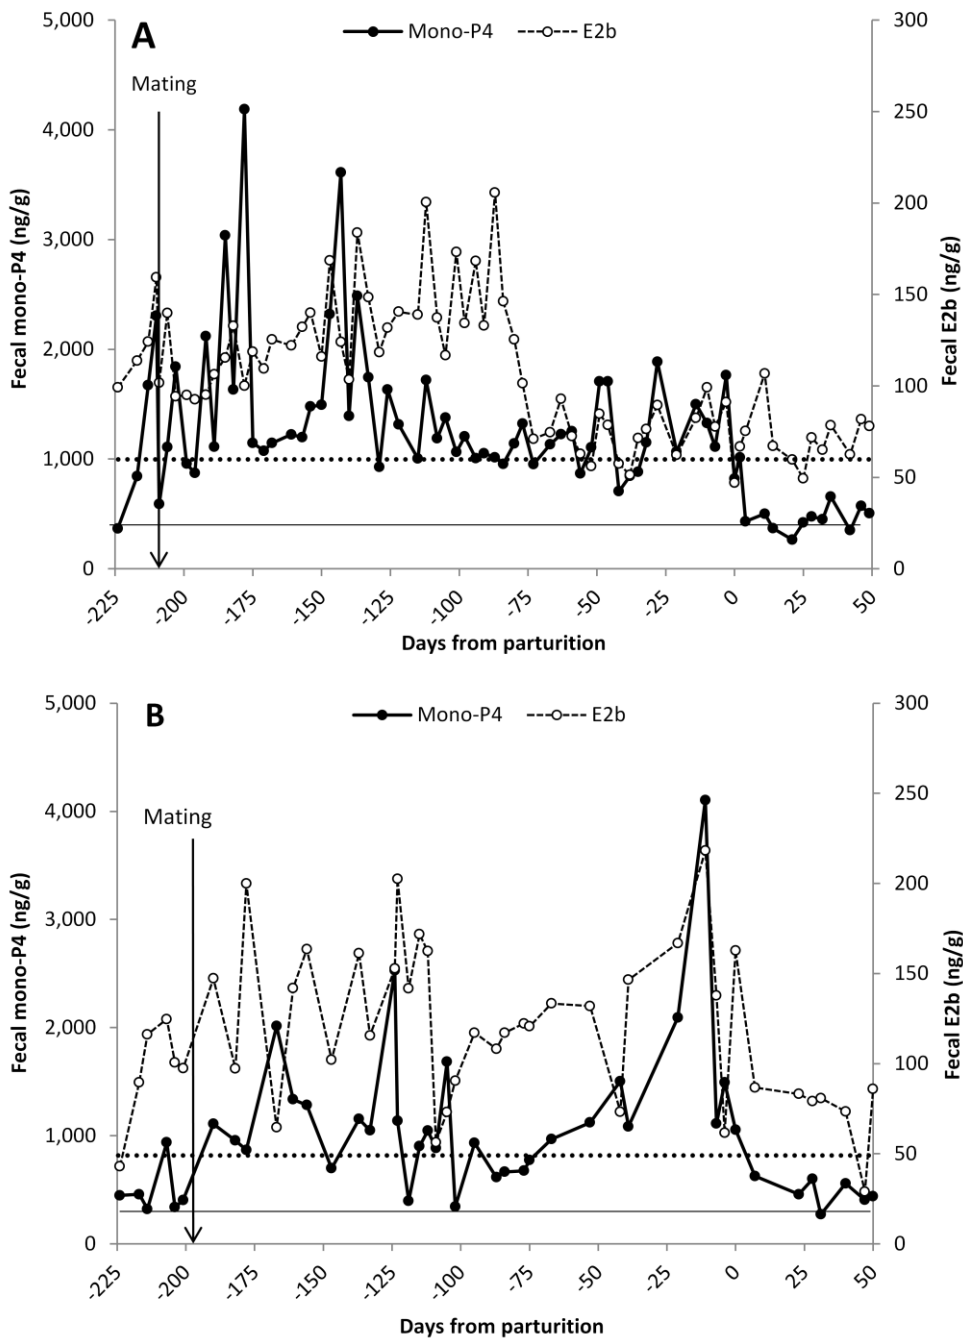 A
Mono-P4 E2b
Mating
5,000
4,000
3,000
2,000
1,000
0
Fecal mono-P4 (ng/g)
300
250
200
150
100
50
0
Fecal E2b (ng/g)
-225 -200 -175 -150 -125 -100 -75 -50 -25 0 25 50
Days from parturition
B
Mono-P4 E2b
Mating
5,000
4,000
3,000
2,000
1,000
0
Fecal mono-P4 (ng/g)
300
250
200
150
100
50
0
Fecal E2b (ng/g)
-225 -200 -175 -150 -125 -100 -75 -50 -25 0 25 50
Days from parturition